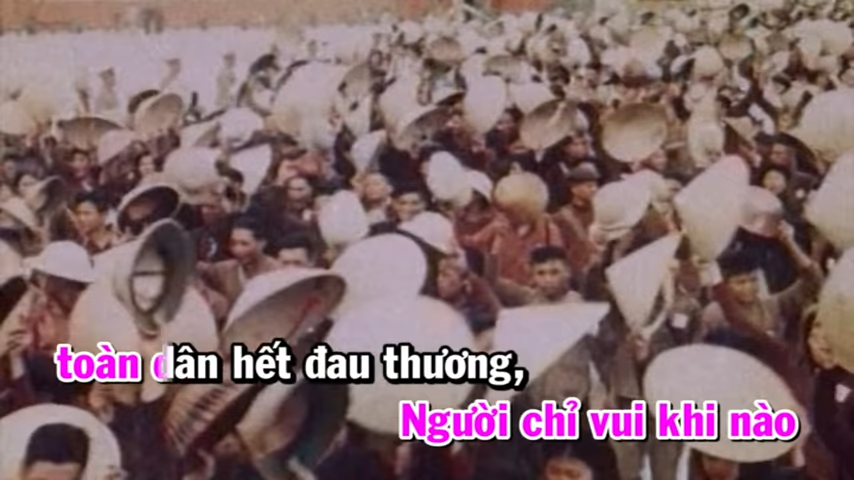 toàn dân hết đau thương,
Người chỉ vui khi nào